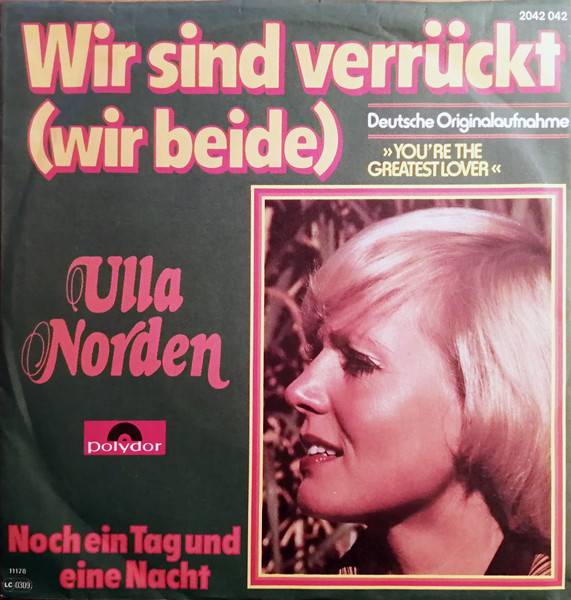 2042 042
Wir sind verrückt
(wir beide)
Deutsche Originalaufnahme
»YOU'RE THE
GREATEST LOVER«
Ulla
Norden
polydor
Noch ein Tag und
eine Nacht
11178
LC 0309